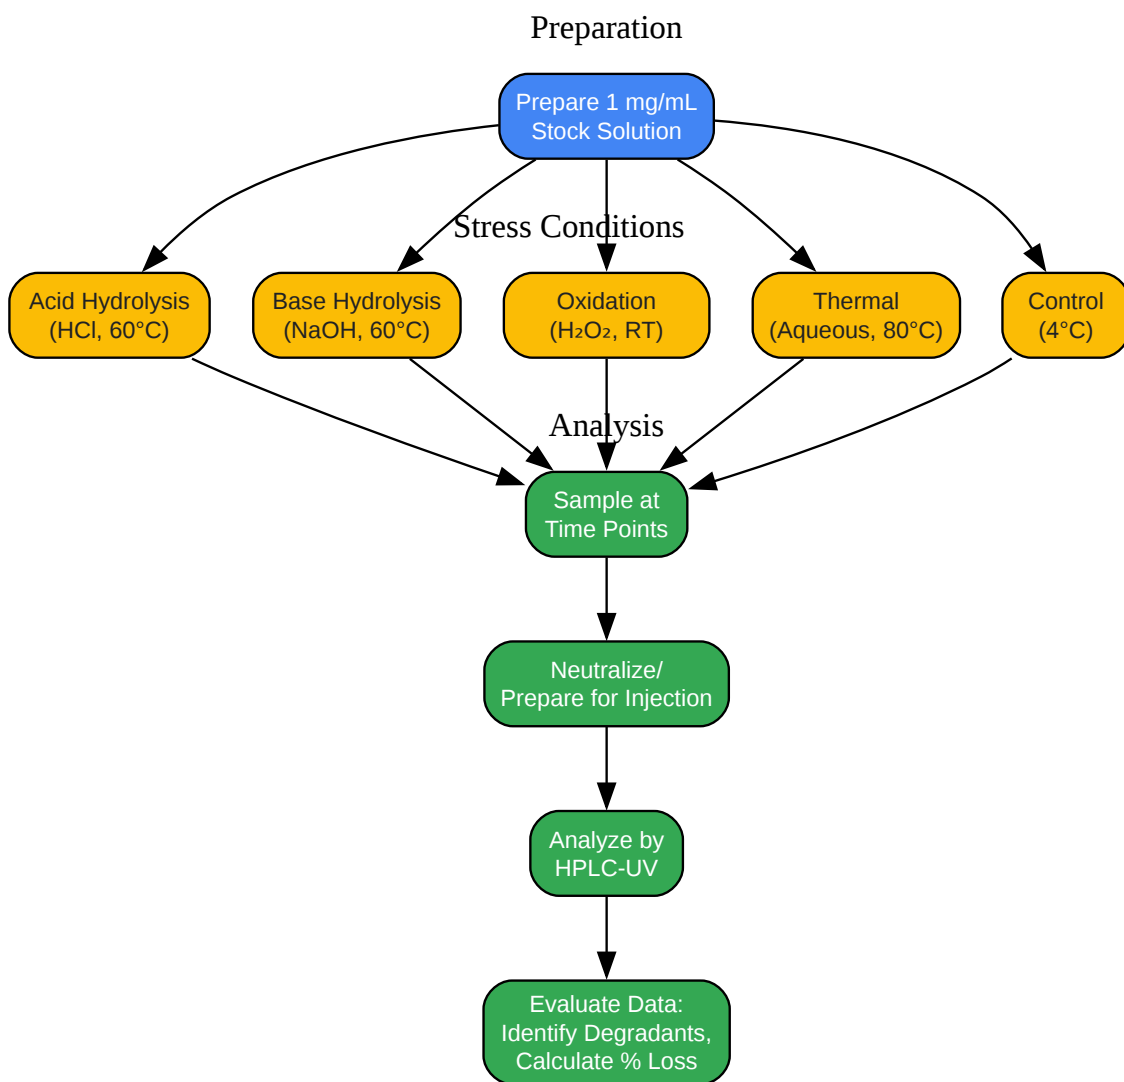 Preparation
Prepare 1 mg/mL
Stock Solution
Stress Conditions
Acid Hydrolysis
(HCl, 60°C)
Base Hydrolysis
(NaOH, 60°C)
Oxidation
(H₂O₂, RT)
Thermal
(Aqueous, 80°C)
Control
(4°C)
Analysis
Sample at
Time Points
Neutralize/
Prepare for Injection
Analyze by
HPLC-UV
Evaluate Data:
Identify Degradants,
Calculate % Loss